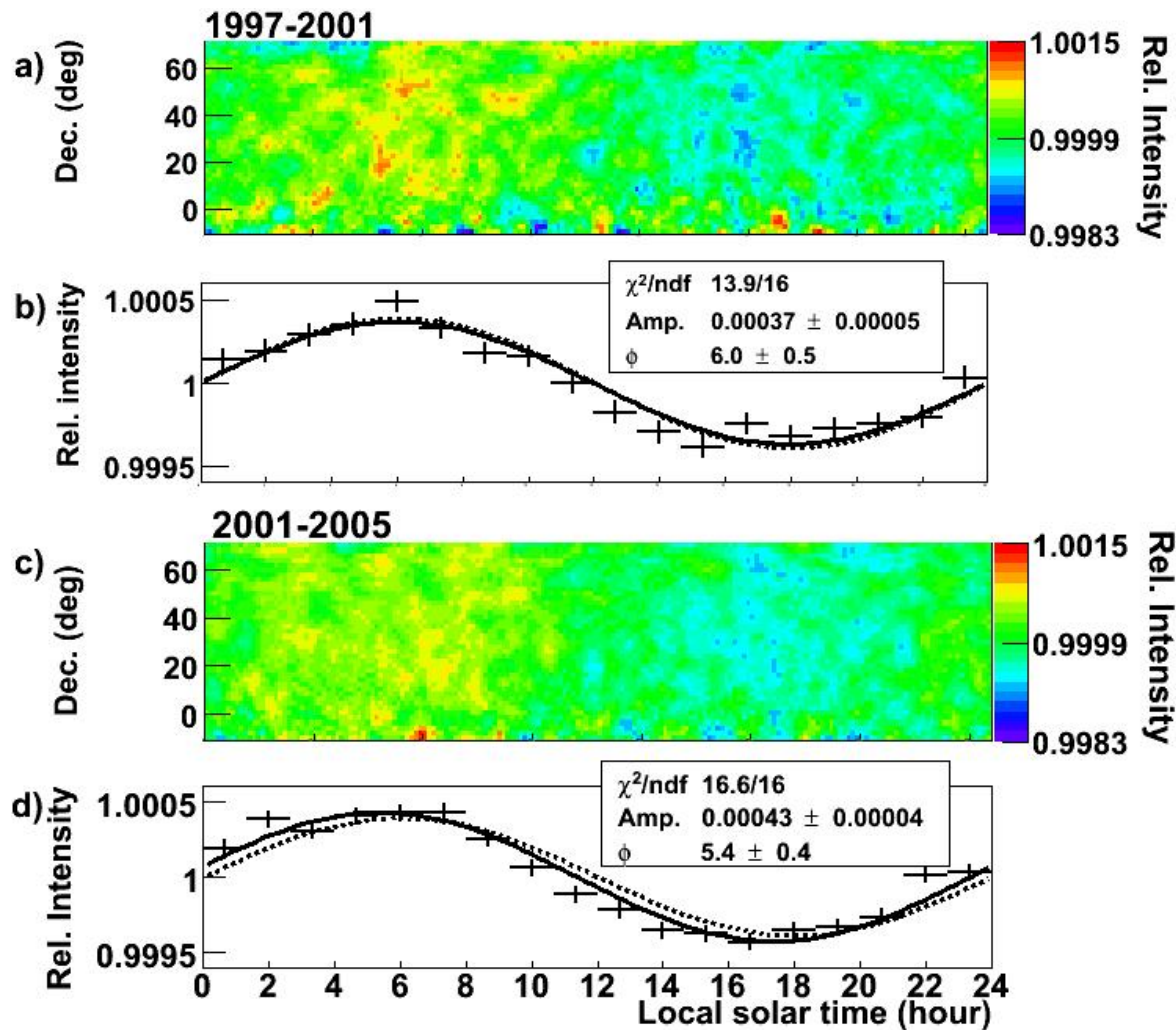 1997-2001
a)
Dec. (deg)
60
40
20
0
1.0015
0.9999
0.9983
Rel. Intensity
b)
Rel. intensity
1.0005
1
0.9995
χ²/ndf 13.9/16
Amp. 0.00037 ± 0.00005
ϕ 6.0 ± 0.5
2001-2005
c)
Dec. (deg)
60
40
20
0
1.0015
0.9999
0.9983
Rel. Intensity
d)
Rel. Intensity
1.0005
1
0.9995
χ²/ndf 16.6/16
Amp. 0.00043 ± 0.00004
ϕ 5.4 ± 0.4
0 2 4 6 8 10 12 14 16 18 20 22 24
Local solar time (hour)